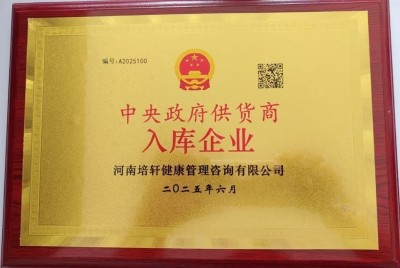 编号:A2025100
中央政府供货商
入库企业
河南培轩健康管理咨询有限公司
二〇二五年六月